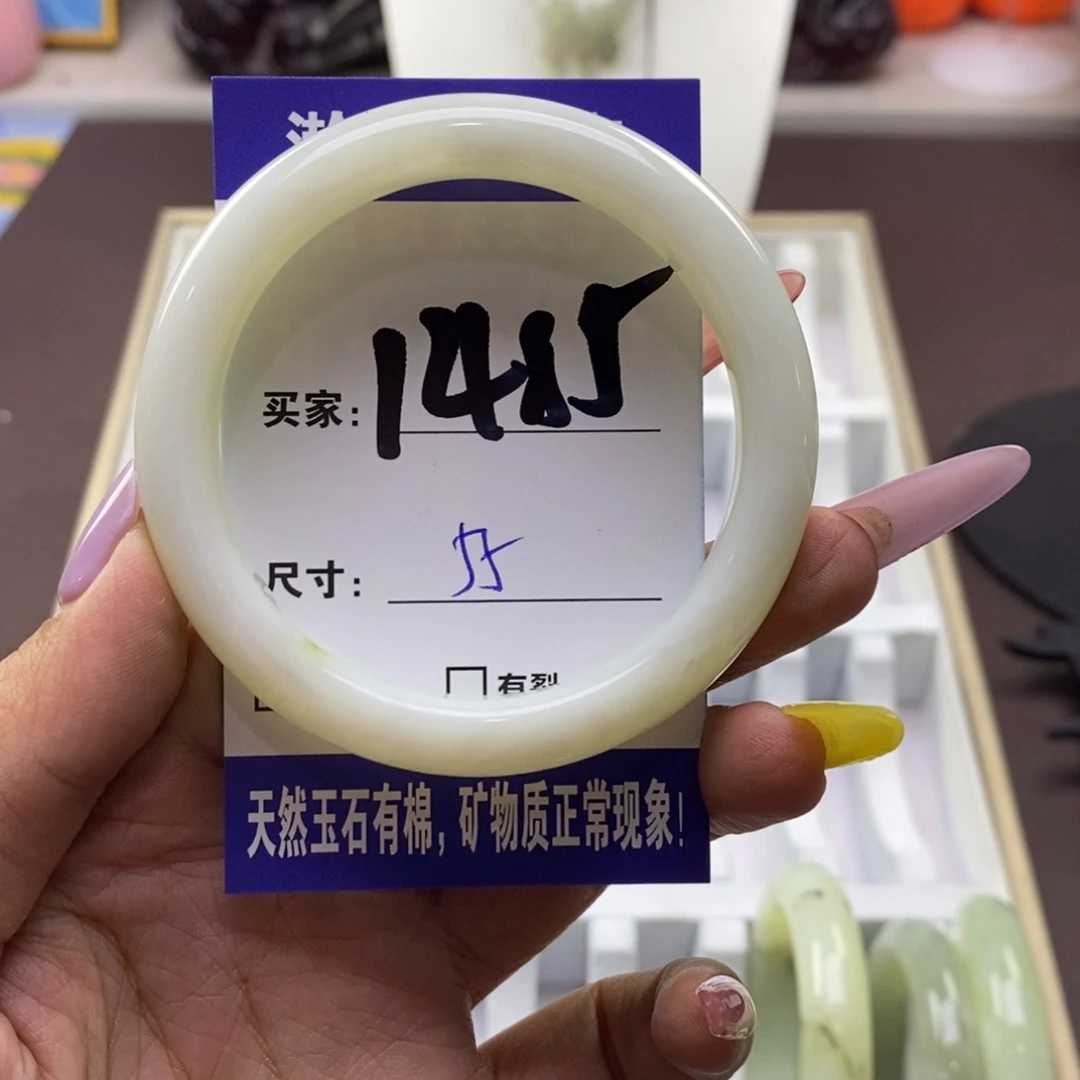 买家: 1415
尺寸: 55
有裂
天然玉石有棉, 矿物质正常现象!